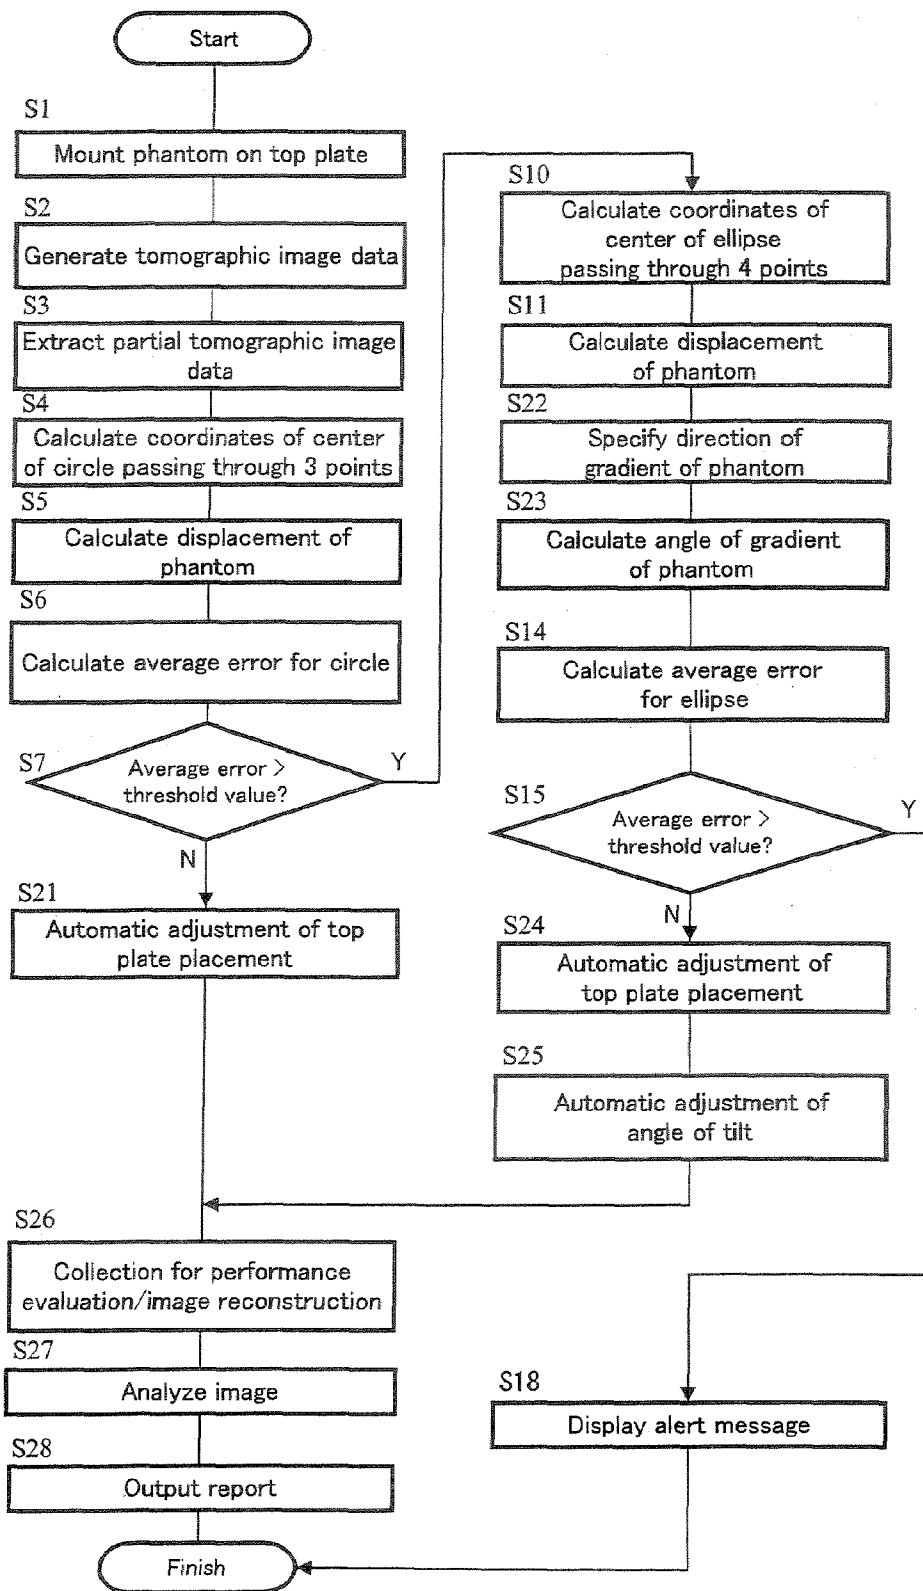 Start
S1
Mount phantom on top plate
S2
Generate tomographic image data
S3
Extract partial tomographic image
data
S4
Calculate coordinates of center
of circle passing through 3 points
S5
Calculate displacement of
phantom
S6
Calculate average error for circle
S7
Average error >
threshold value?
Y
N
S21
Automatic adjustment of top
plate placement
S10
Calculate coordinates of
center of ellipse
passing through 4 points
S11
Calculate displacement
of phantom
S22
Specify direction of
gradient of phantom
S23
Calculate angle of gradient
of phantom
S14
Calculate average error
for ellipse
S15
Average error >
threshold value?
Y
N
S24
Automatic adjustment of
top plate placement
S25
Automatic adjustment of
angle of tilt
S26
Collection for performance
evaluation/image reconstruction
S27
Analyze image
S28
Output report
S18
Display alert message
Finish